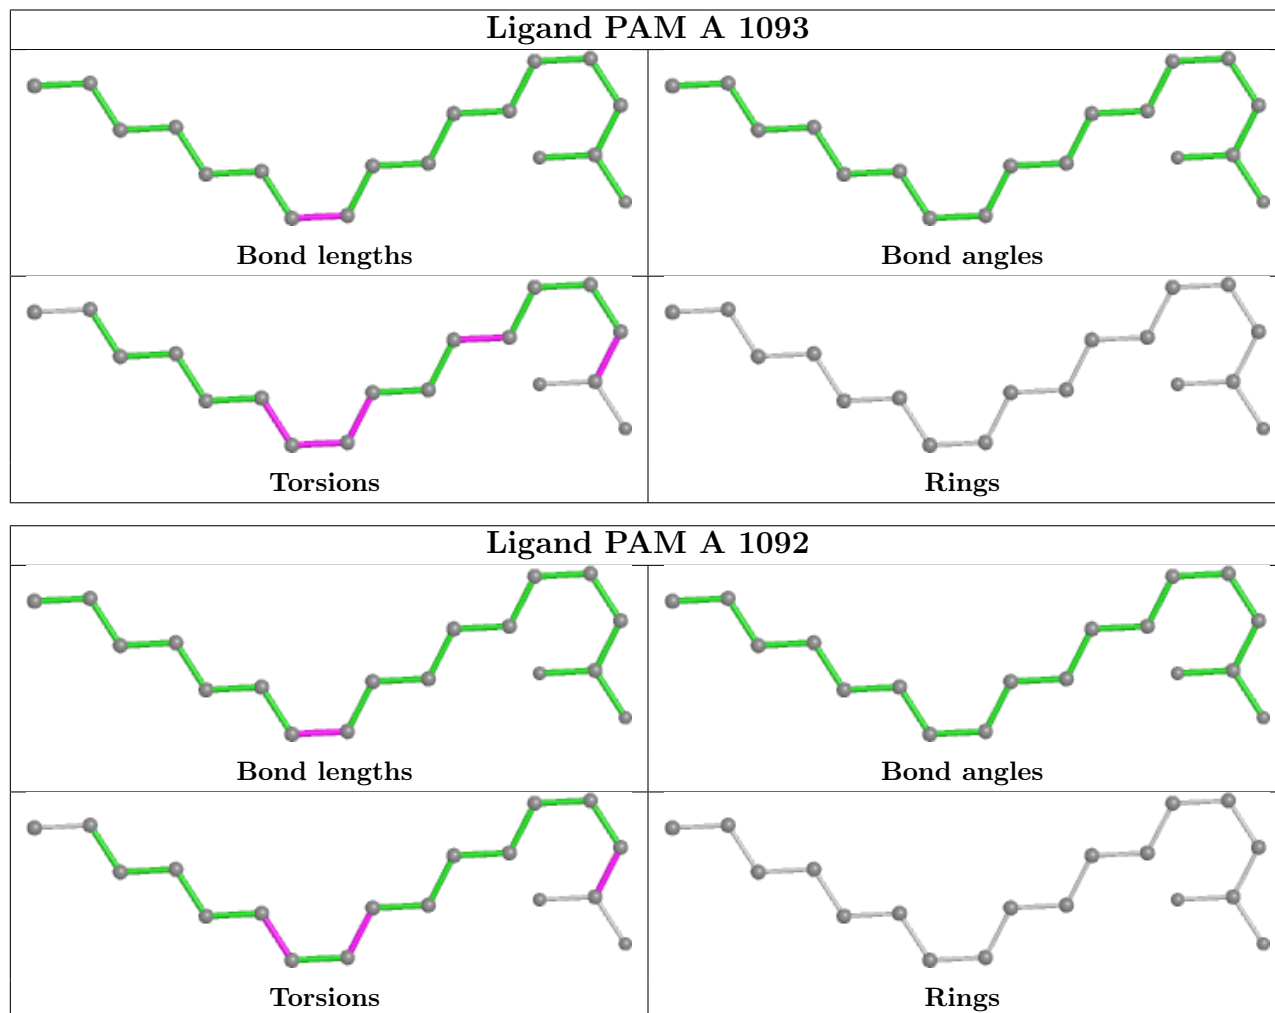 Ligand PAM A 1093
Bond lengths
Bond angles
Torsions
Rings
Ligand PAM A 1092
Bond lengths
Bond angles
Torsions
Rings